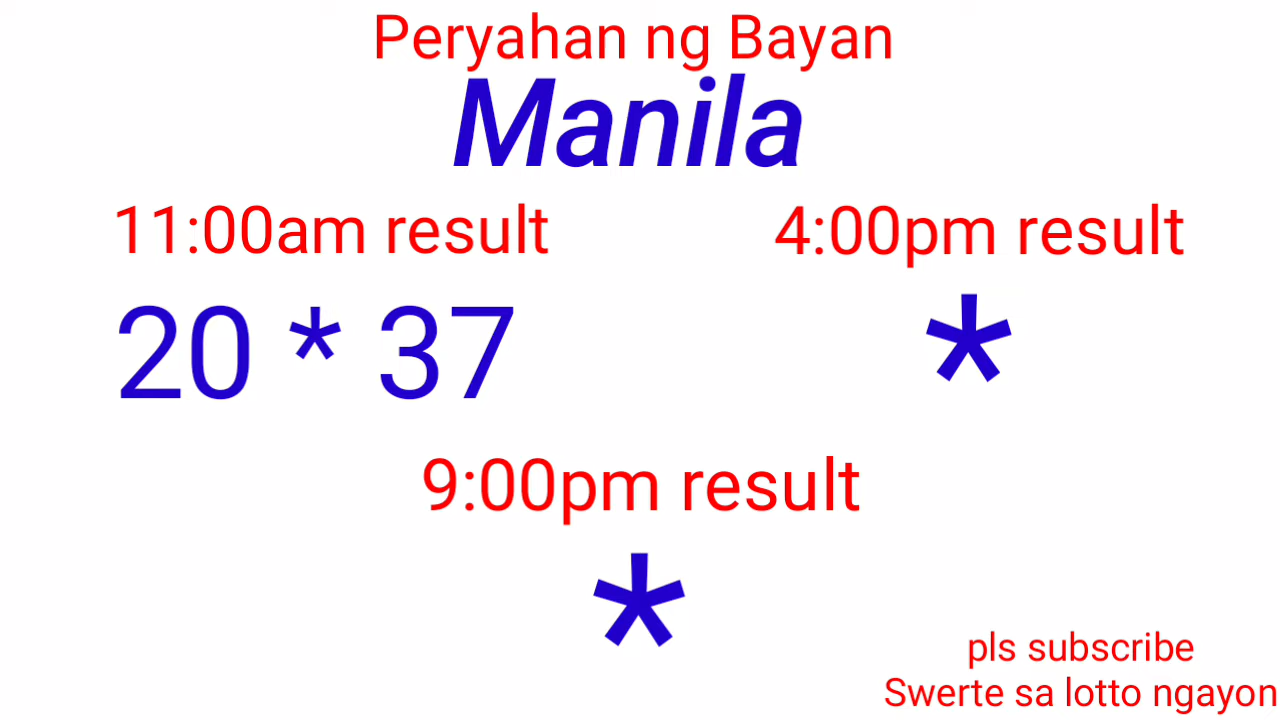 Peryahan ng Bayan
Manila
11:00am result
4:00pm result
20 * 37
*
9:00pm result
*
pls subscribe
Swerte sa lotto ngayon